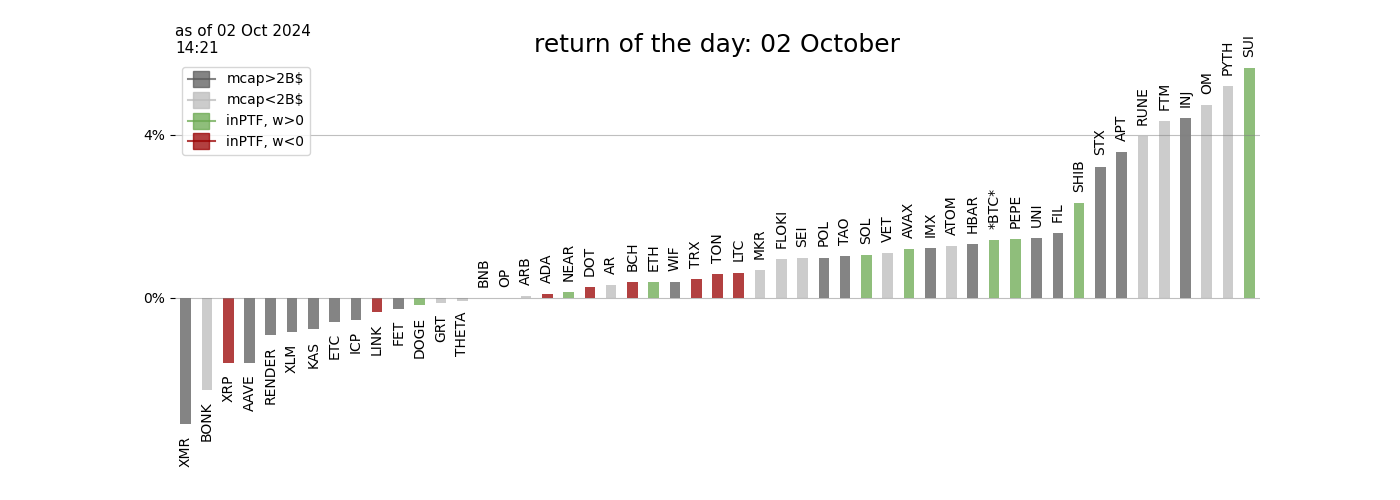 as of 02 Oct 2024
14:21
return of the day: 02 October
mcap>2B$
mcap<2B$
inPTF, w>0
inPTF, w<0
4%
0%
XMR
BONK
XRP
AAVE
RENDER
XLM
KAS
ETC
ICP
LINK
FET
DOGE
GRT
THETA
BNB
OP
ARB
ADA
NEAR
DOT
AR
BCH
ETH
WIF
TRX
TON
LTC
MKR
FLOKI
SEI
POL
TAO
SOL
VET
AVAX
IMX
ATOM
HBAR
*BTC*
PEPE
UNI
FIL
SHIB
STX
APT
RUNE
FTM
INJ
OM
PYTH
SUI